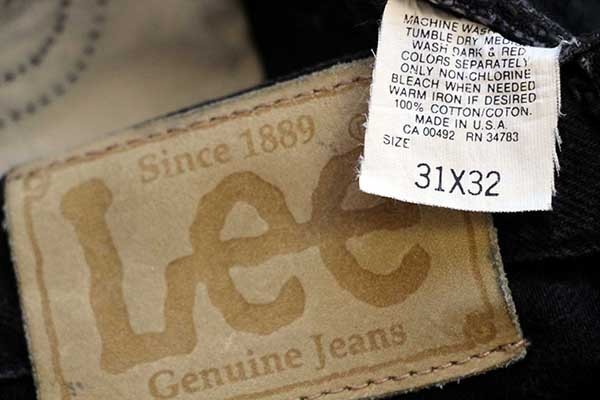 MACHINE WASH
TUMBLE DRY MED
WASH DARK & RED
COLORS SEPARATELY
ONLY NON-CHLORINE
BLEACH WHEN NEEDED
WARM IRON IF DESIRED
100% COTTON/COTON.
MADE IN U.S.A.
CA 00492 RN 34783
SIZE
31X32
Since 1889
Lee
®
Genuine Jeans